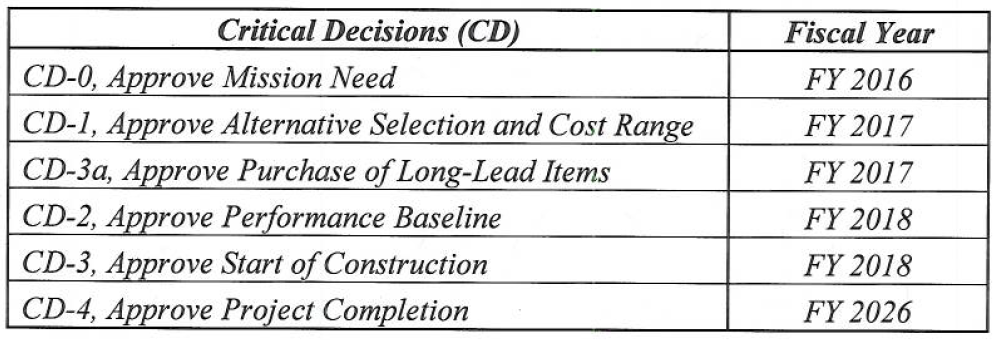 Critical Decisions (CD) Fiscal Year
CD-0, Approve Mission Need FY 2016
CD-1, Approve Alternative Selection and Cost Range FY 2017
CD-3a, Approve Purchase of Long-Lead Items FY 2017
CD-2, Approve Performance Baseline FY 2018
CD-3, Approve Start of Construction FY 2018
CD-4, Approve Project Completion FY 2026